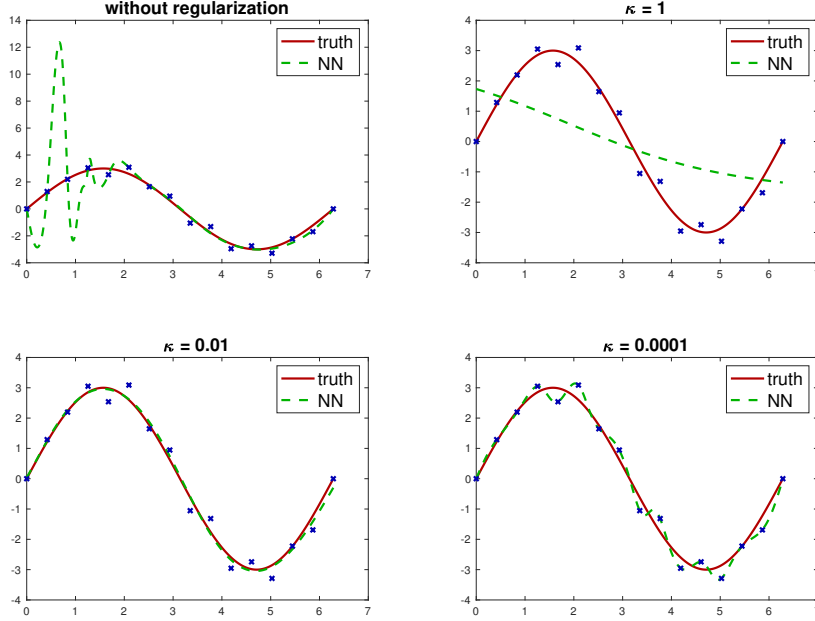 without regularization
truth
NN
14
12
10
8
6
4
2
0
-2
-4
0 1 2 3 4 5 6 7
κ = 1
truth
NN
4
3
2
1
0
-1
-2
-3
-4
0 1 2 3 4 5 6
κ = 0.01
truth
NN
4
3
2
1
0
-1
-2
-3
-4
0 1 2 3 4 5 6 7
κ = 0.0001
truth
NN
4
3
2
1
0
-1
-2
-3
-4
0 1 2 3 4 5 6